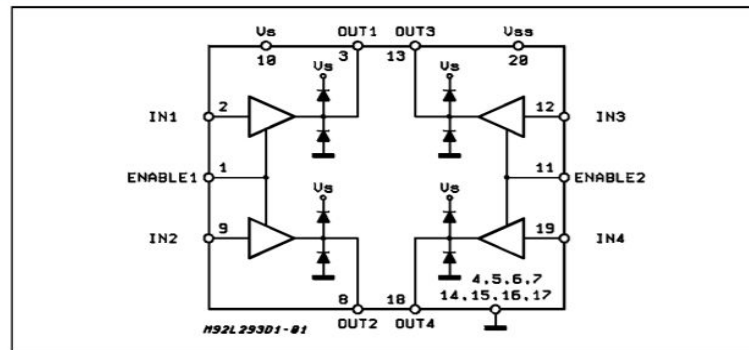 Vs OUT1 OUT3 Vss
10 3 13 20
Vs Vs
IN1 2 12 IN3
ENABLE1 1 11 ENABLE2
Vs Vs
IN2 9 19 IN4
4.5.6.7
8 18 14.15.16.17
M92L293D1-01 OUT2 OUT4